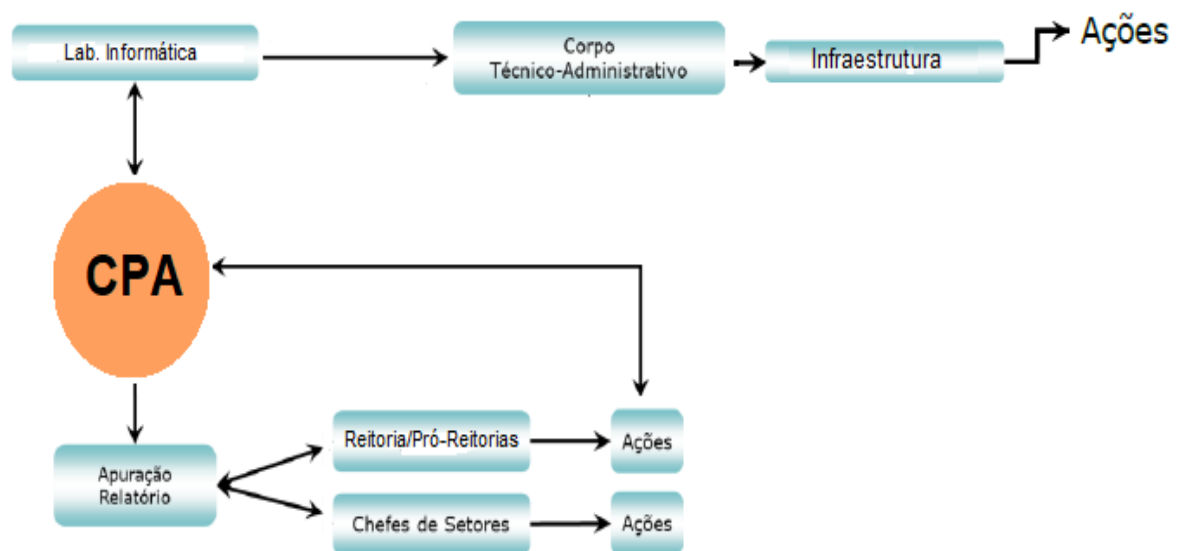 Lab. Informática
Corpo
Técnico-Administrativo
Infraestrutura
Ações
CPA
Apuração
Relatório
Reitoria/Pró-Reitorias
Ações
Chefes de Setores
Ações